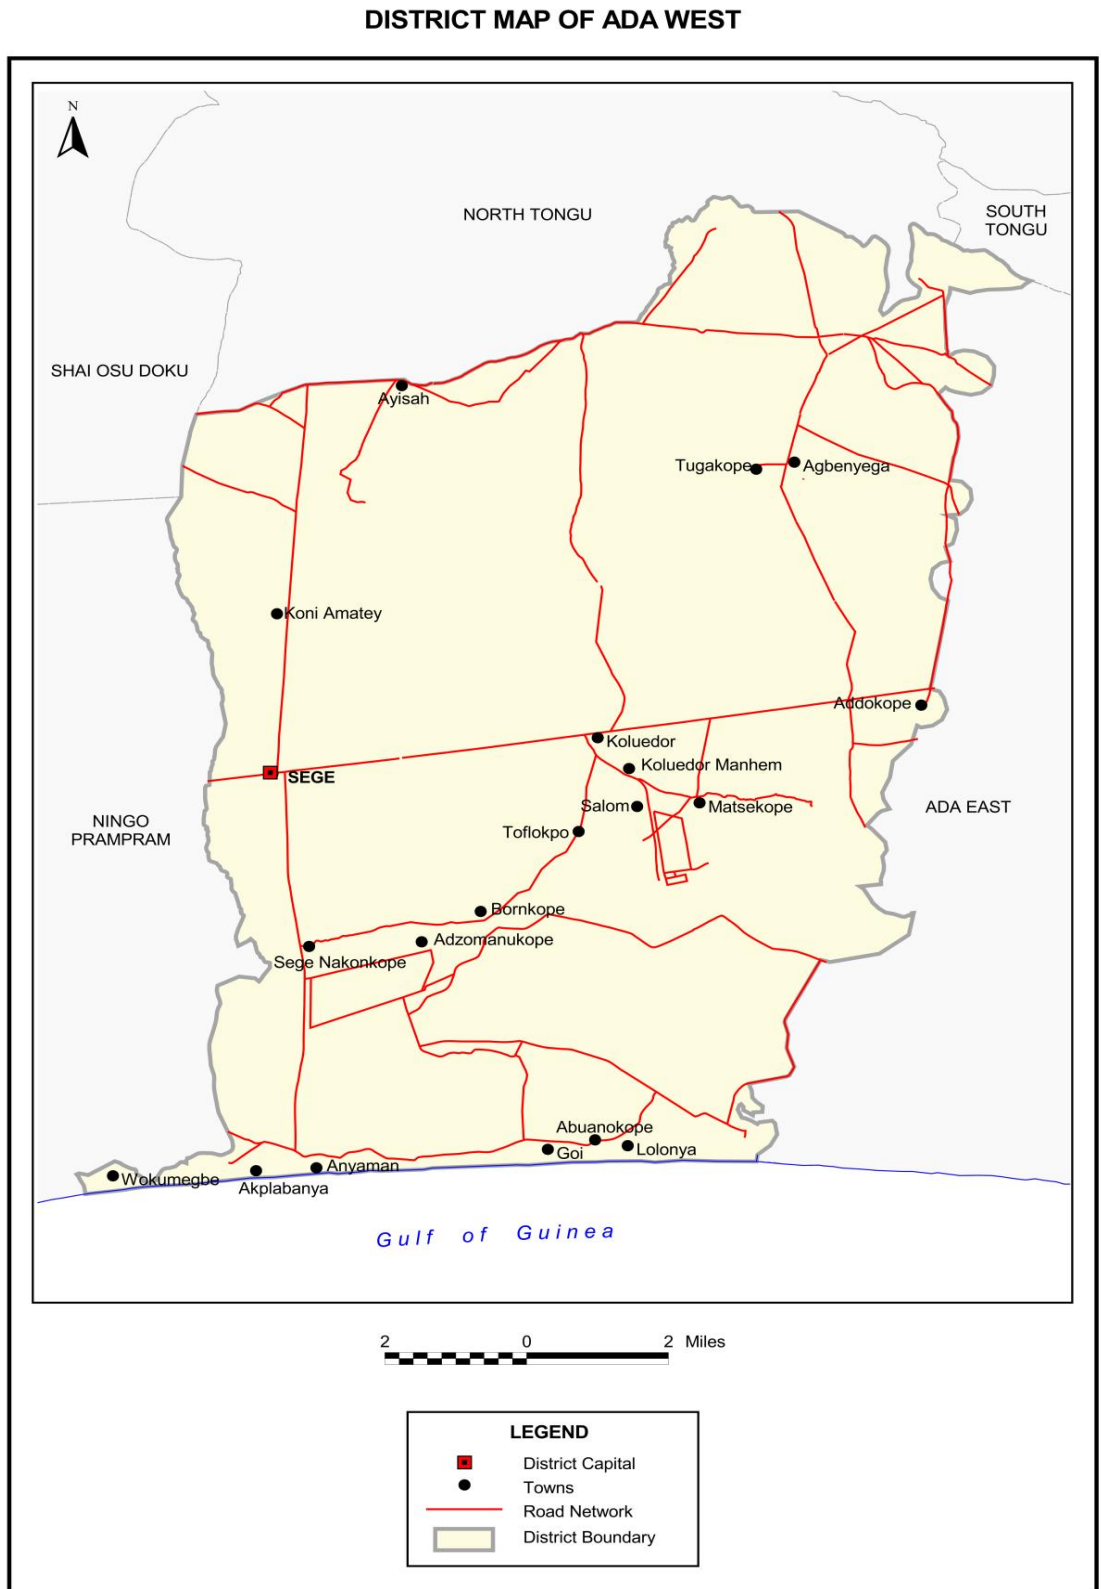 DISTRICT MAP OF ADA WEST
N
NORTH TONGU
SOUTH
TONGU
SHAI OSU DOKU
Ayisah
Tugakope
Agbenyega
Koni Amatey
Addokope
Koluedor
Koluedor Manhem
SEGE
Salom
Matsekope
ADA EAST
NINGO
PRAMPRAM
Toflokpo
Bornkope
Adzomanukope
Sege Nakonkope
Abuanokope
Goi
Lolonya
Anyaman
Wokumegbe
Akplabanya
Gulf of Guinea
2 0 2 Miles
LEGEND
District Capital
Towns
Road Network
District Boundary